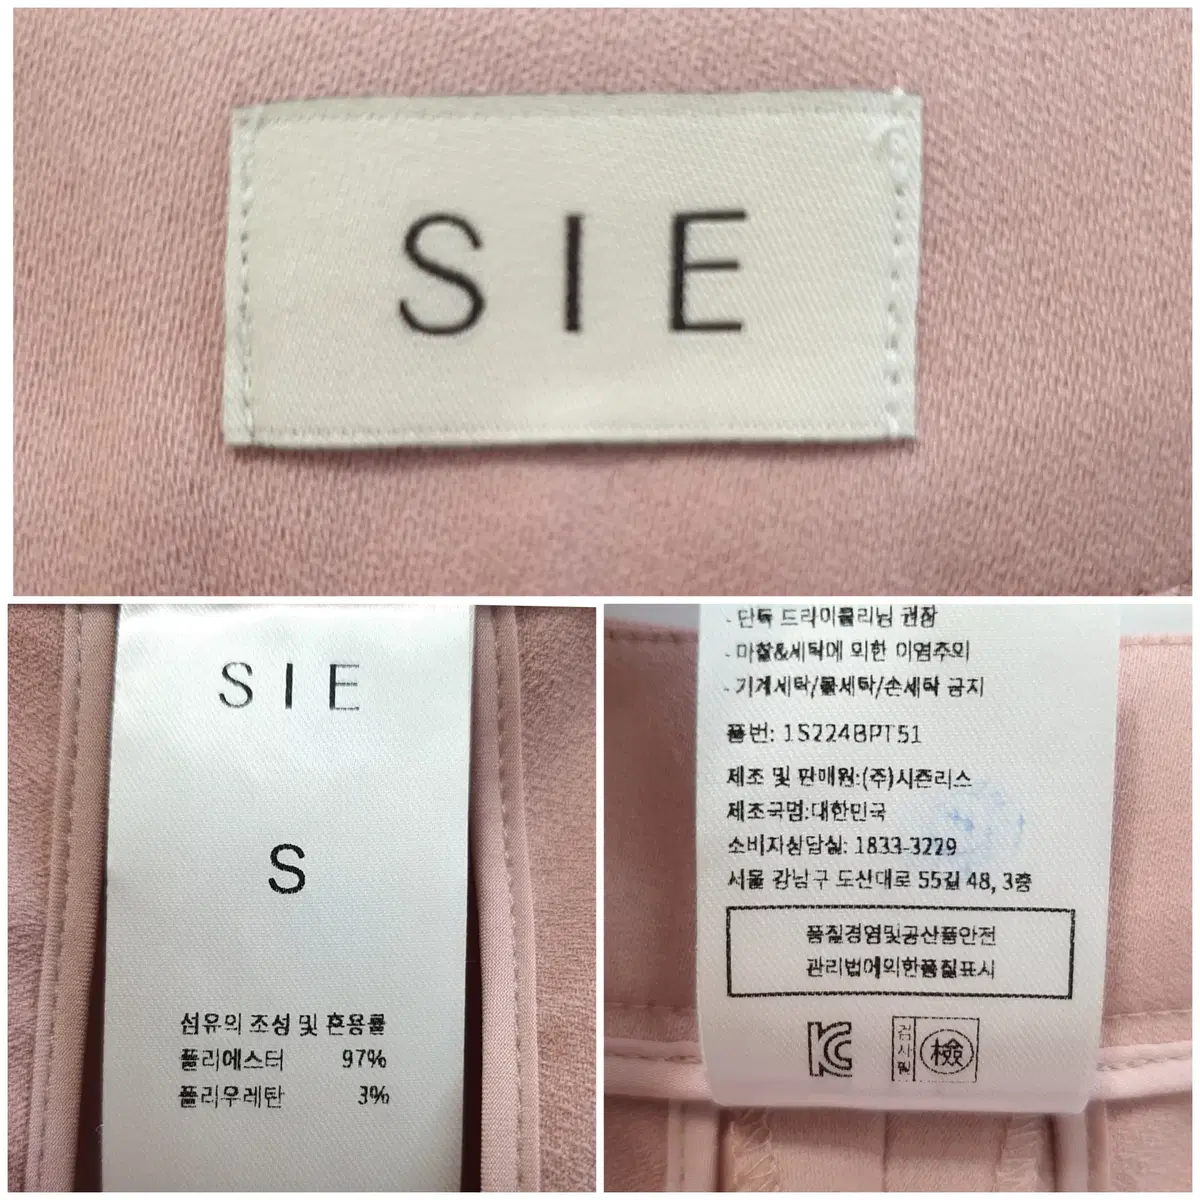 SIE
SIE
S
섬유의 조성 및 혼용률
폴리에스터 97%
폴리우레탄 3%
- 단독 드라이클리닝 권장
- 마찰&세탁에 의한 이염주의
- 기계세탁/물세탁/손세탁 금지
품번: 1S224BPT51
제조 및 판매원:(주)시즌리스
제조국명:대한민국
소비자상담실: 1833-3229
서울 강남구 도산대로 55길 48, 3층
품질경영및공산품안전
관리법에의한품질표시
KC
검사필 檢